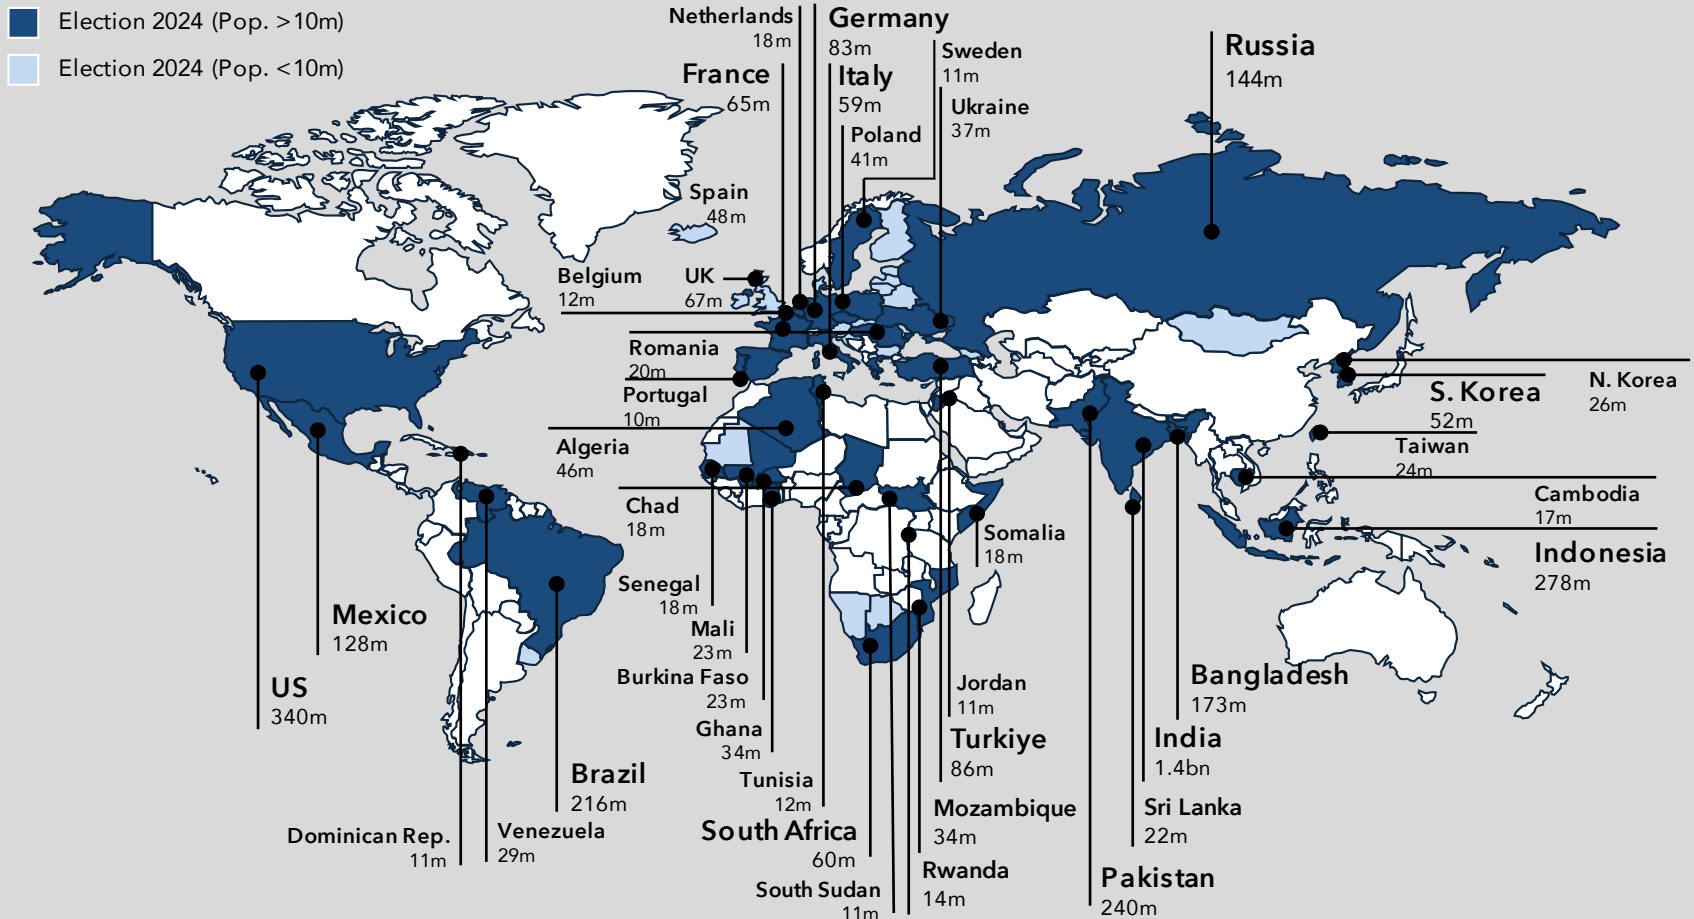 Election 2024 (Pop. >10m)
Election 2024 (Pop. <10m)
Netherlands
18m
Germany
83m
Sweden
11m
Russia
144m
France
65m
Italy
59m
Ukraine
37m
Poland
41m
Spain
48m
Belgium
12m
UK
67m
Romania
20m
Portugal
10m
Algeria
46m
Chad
18m
Senegal
18m
Mali
23m
Burkina Faso
23m
Ghana
34m
Tunisia
12m
South Africa
60m
South Sudan
11m
Somalia
18m
Jordan
11m
Turkiye
86m
Mozambique
34m
Rwanda
14m
N. Korea
26m
S. Korea
52m
Taiwan
24m
Cambodia
17m
Indonesia
278m
Bangladesh
173m
India
1.4bn
Sri Lanka
22m
Pakistan
240m
Mexico
128m
US
340m
Brazil
216m
Dominican Rep.
11m
Venezuela
29m